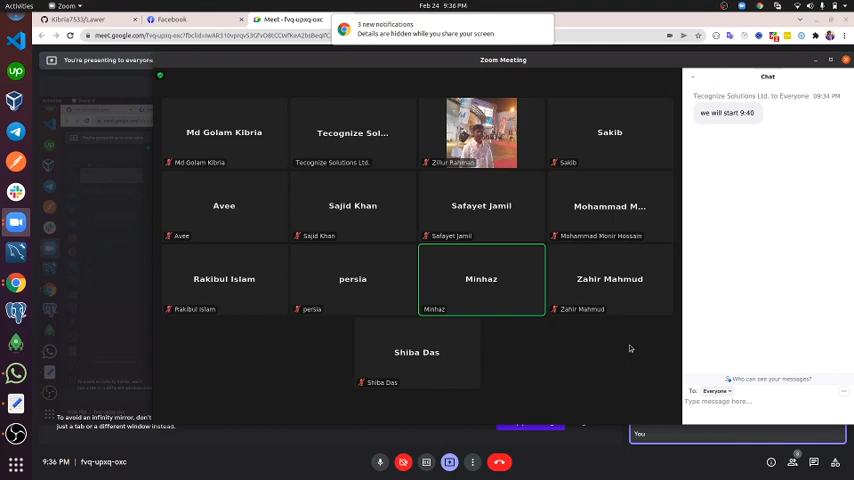 Activities
Zoom
Feb 24 9:36 PM
Kibria7533/Lawer
Facebook
Meet - fvq-upxq-oxc
3 new notifications
Details are hidden while you share your screen
You're presenting to everyone
Zoom Meeting
Chat
Tecognize Solutions Ltd. to Everyone 09:34 PM
we will start 9:40
Md Golam Kibria
Md Golam Kibria
Tecognize Sol...
Tecognize Solutions Ltd.
Zillur Rahman
Sakib
Sakib
Avee
Avee
Sajid Khan
Sajid Khan
Safayet Jamil
Safayet Jamil
Mohammad M...
Mohammad Monir Hossain
Rakibul Islam
Rakibul Islam
persia
persia
Minhaz
Minhaz
Zahir Mahmud
Zahir Mahmud
Shiba Das
Shiba Das
Who can see your messages?
To: Everyone
Type message here...
To avoid an infinity mirror, don't
just a tab or a different window instead.
You
9:36 PM
fvq-upxq-oxc